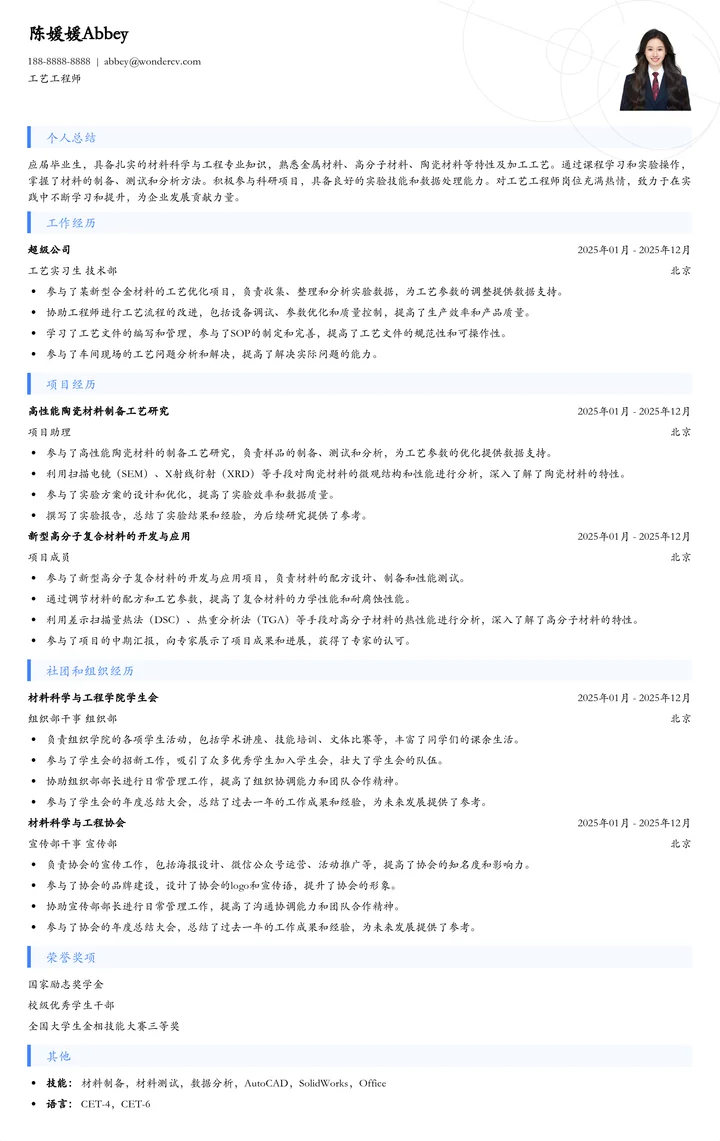 陈媛媛Abbey
188-8888-8888 | abbey@wondercv.com
工艺工程师
个人总结
应届毕业生，具备扎实的材料科学与工程专业知识，熟悉金属材料、高分子材料、陶瓷材料等特性及加工工艺。通过课程学习和实验操作，
掌握了材料的制备、测试和分析方法。积极参与科研项目，具备良好的实验技能和数据处理能力。对工艺工程师岗位充满热情，致力于在实
践中不断学习和提升，为企业发展贡献力量。
工作经历
超级公司 2025年01月 - 2025年12月
工艺实习生 技术部 北京
• 参与了某新型合金材料的工艺优化项目，负责收集、整理和分析实验数据，为工艺参数的调整提供数据支持。
• 协助工程师进行工艺流程的改进，包括设备调试、参数优化和质量控制，提高了生产效率和产品质量。
• 学习了工艺文件的编写和管理，参与了SOP的制定和完善，提高了工艺文件的规范性和可操作性。
• 参与了车间现场的工艺问题分析和解决，提高了解决实际问题的能力。
项目经历
高性能陶瓷材料制备工艺研究 2025年01月 - 2025年12月
项目助理 北京
• 参与了高性能陶瓷材料的制备工艺研究，负责样品的制备、测试和分析，为工艺参数的优化提供数据支持。
• 利用扫描电镜（SEM）、X射线衍射（XRD）等手段对陶瓷材料的微观结构和性能进行分析，深入了解了陶瓷材料的特性。
• 参与了实验方案的设计和优化，提高了实验效率和数据质量。
• 撰写了实验报告，总结了实验结果和经验，为后续研究提供了参考。
新型高分子复合材料的开发与应用 2025年01月 - 2025年12月
项目成员 北京
• 参与了新型高分子复合材料的开发与应用项目，负责材料的配方设计、制备和性能测试。
• 通过调节材料的配方和工艺参数，提高了复合材料的力学性能和耐腐蚀性能。
• 利用差示扫描量热法（DSC）、热重分析法（TGA）等手段对高分子材料的热性能进行分析，深入了解了高分子材料的特性。
• 参与了项目的中期汇报，向专家展示了项目成果和进展，获得了专家的认可。
社团和组织经历
材料科学与工程学院学生会 2025年01月 - 2025年12月
组织部干事 组织部 北京
• 负责组织学院的各项学生活动，包括学术讲座、技能培训、文体比赛等，丰富了同学们的课余生活。
• 参与了学生会的招新工作，吸引了众多优秀学生加入学生会，壮大了学生会的队伍。
• 协助组织部部长进行日常管理工作，提高了组织协调能力和团队合作精神。
• 参与了学生会的年度总结大会，总结了过去一年的工作成果和经验，为未来发展提供了参考。
材料科学与工程协会 2025年01月 - 2025年12月
宣传部干事 宣传部 北京
• 负责协会的宣传工作，包括海报设计、微信公众号运营、活动推广等，提高了协会的知名度和影响力。
• 参与了协会的品牌建设，设计了协会的logo和宣传语，提升了协会的形象。
• 协助宣传部部长进行日常管理工作，提高了沟通协调能力和团队合作精神。
• 参与了协会的年度总结大会，总结了过去一年的工作成果和经验，为未来发展提供了参考。
荣誉奖项
国家励志奖学金
校级优秀学生干部
全国大学生金相技能大赛三等奖
其他
• 技能： 材料制备，材料测试，数据分析，AutoCAD，SolidWorks，Office
• 语言： CET-4，CET-6